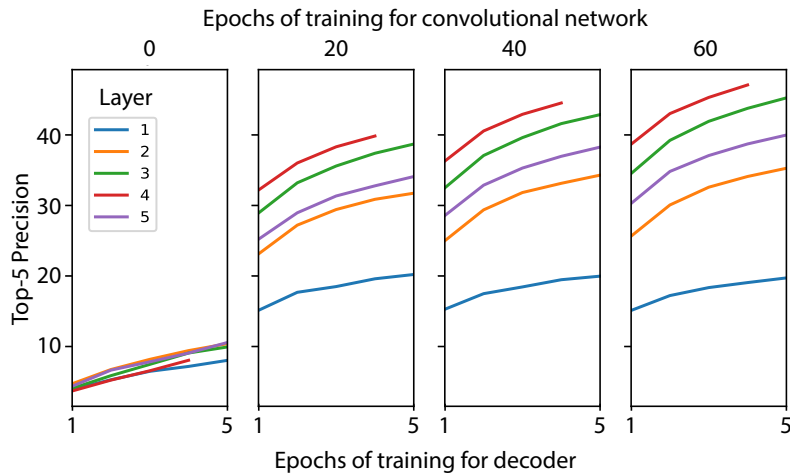 Epochs of training for convolutional network
0 20 40 60
Layer
1
2
3
4
5
Top-5 Precision
40
30
20
10
1 5 1 5 1 5 1 5
Epochs of training for decoder